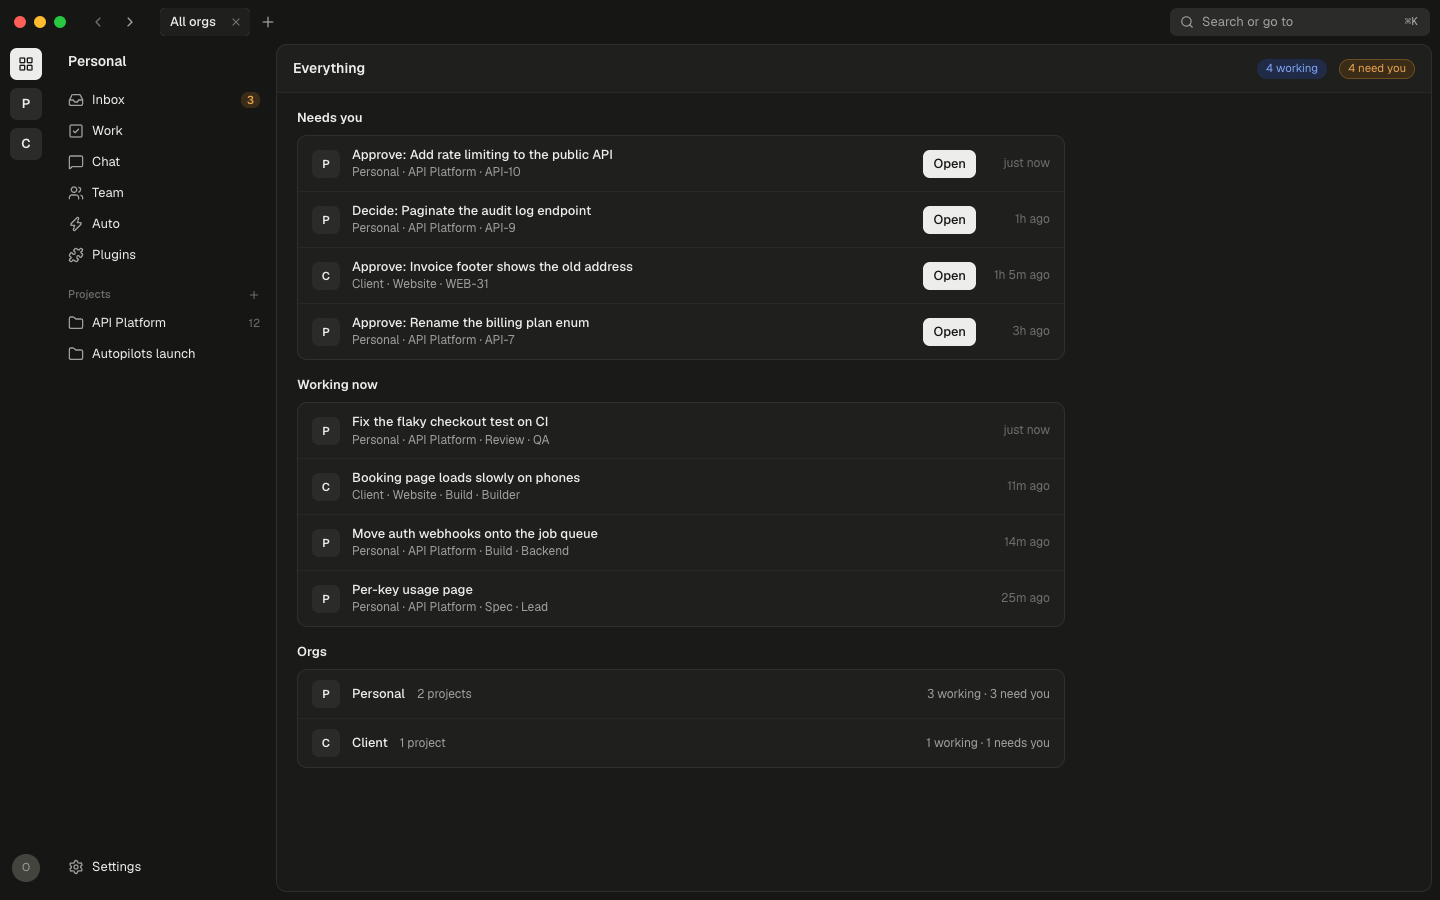 All orgs
Search or go to
⌘K
Personal
P
C
Inbox
3
Work
Chat
Team
Auto
Plugins
Projects
API Platform
12
Autopilots launch
O
Settings
Everything
4 working
4 need you
Needs you
P
Approve: Add rate limiting to the public API
Personal · API Platform · API-10
Open
just now
P
Decide: Paginate the audit log endpoint
Personal · API Platform · API-9
Open
1h ago
C
Approve: Invoice footer shows the old address
Client · Website · WEB-31
Open
1h 5m ago
P
Approve: Rename the billing plan enum
Personal · API Platform · API-7
Open
3h ago
Working now
P
Fix the flaky checkout test on CI
Personal · API Platform · Review · QA
just now
C
Booking page loads slowly on phones
Client · Website · Build · Builder
11m ago
P
Move auth webhooks onto the job queue
Personal · API Platform · Build · Backend
14m ago
P
Per-key usage page
Personal · API Platform · Spec · Lead
25m ago
Orgs
P
Personal 2 projects
3 working · 3 need you
C
Client 1 project
1 working · 1 needs you